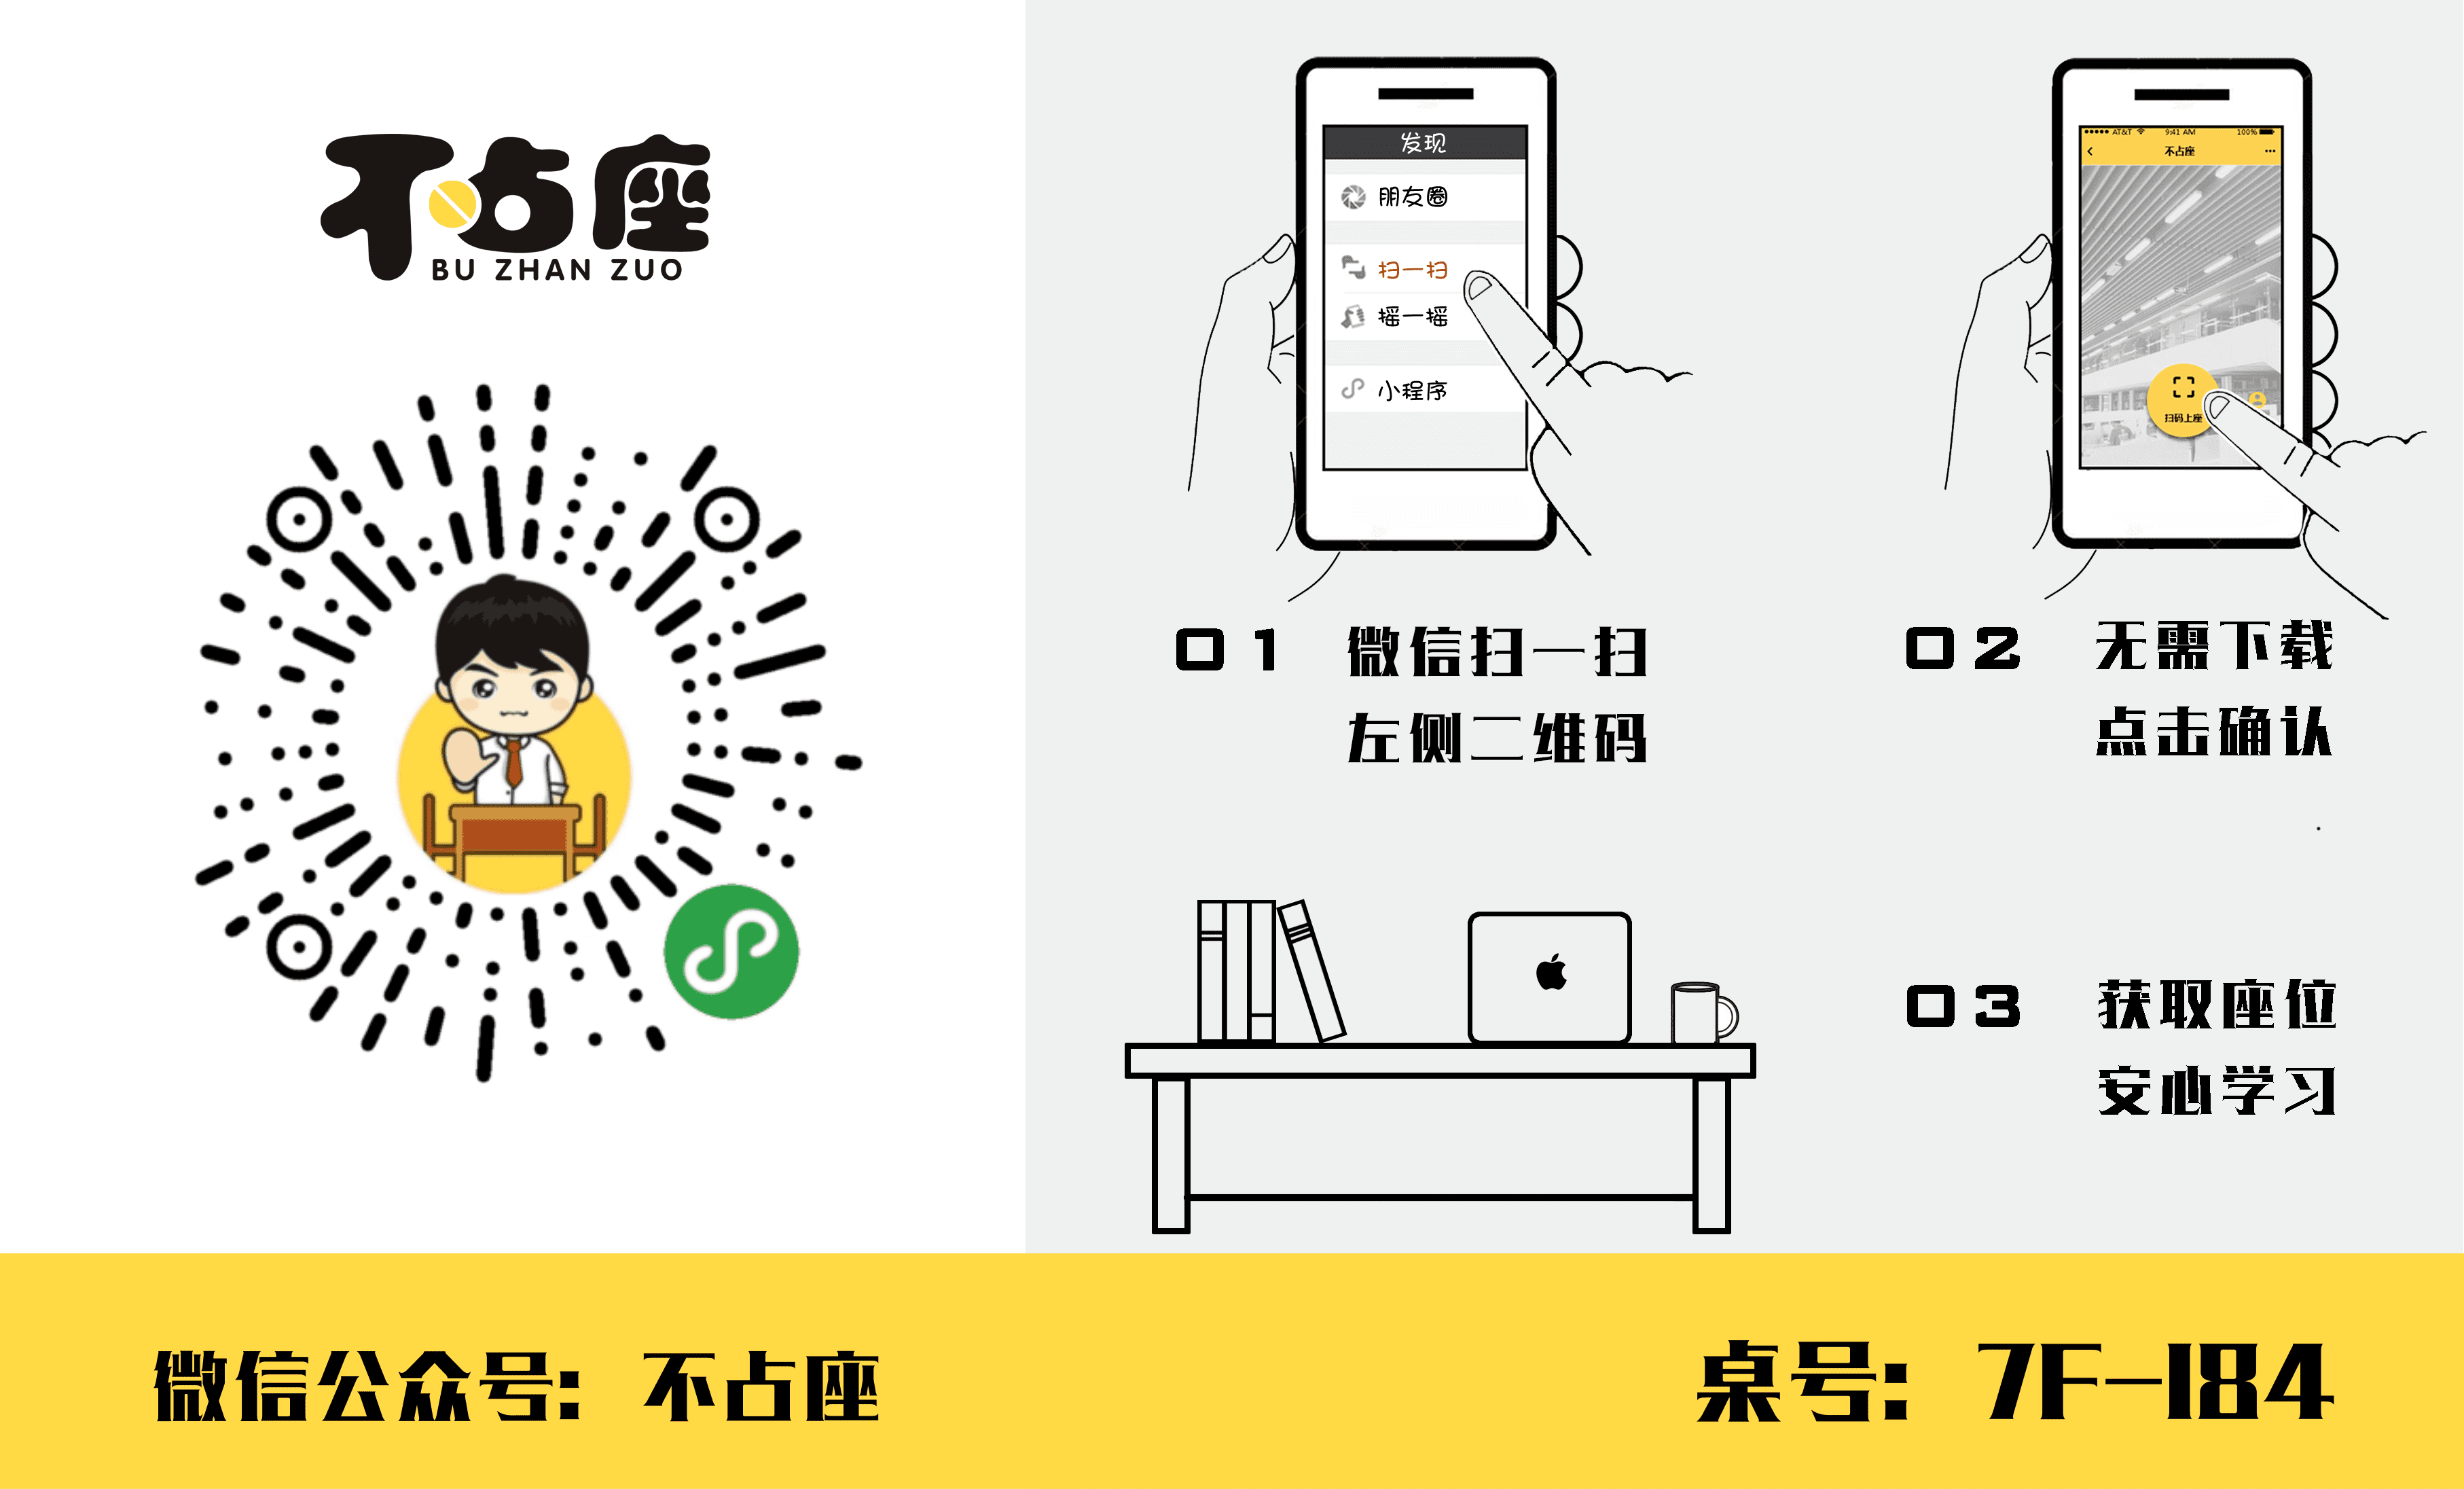 不占座
BU ZHAN ZUO
发现
朋友圈
扫一扫
摇一摇
小程序
AT&T 9:41 AM 100%
不占座
扫码上座
01 微信扫一扫
左侧二维码
02 无需下载
点击确认
03 获取座位
安心学习
微信公众号: 不占座
桌号: 7F-184